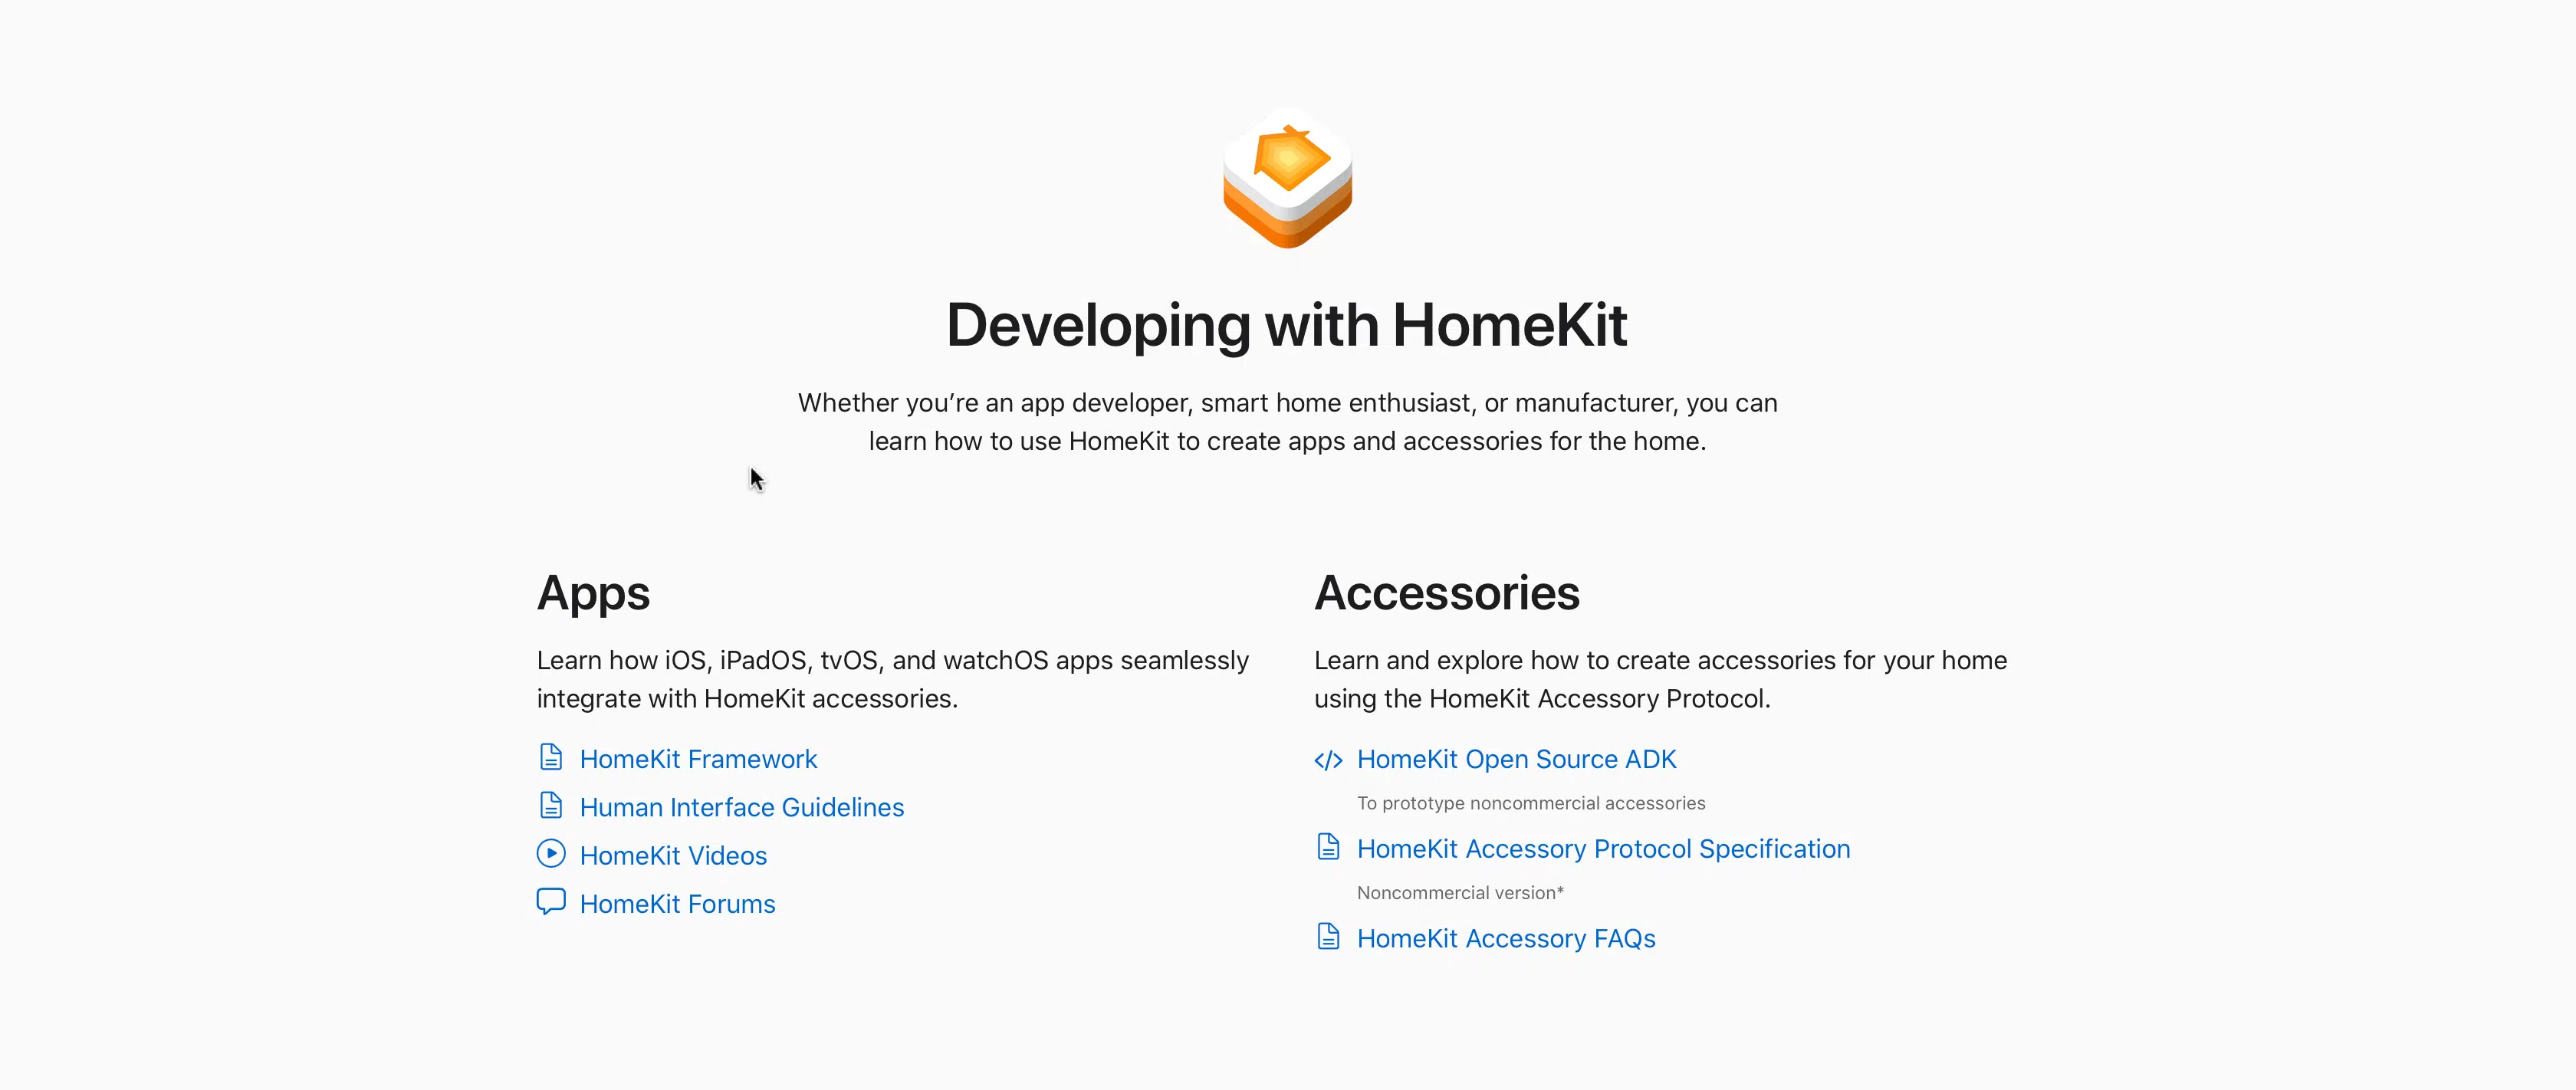 Developing with HomeKit
Whether you’re an app developer, smart home enthusiast, or manufacturer, you can
learn how to use HomeKit to create apps and accessories for the home.
Apps
Learn how iOS, iPadOS, tvOS, and watchOS apps seamlessly
integrate with HomeKit accessories.
HomeKit Framework
Human Interface Guidelines
HomeKit Videos
HomeKit Forums
Accessories
Learn and explore how to create accessories for your home
using the HomeKit Accessory Protocol.
HomeKit Open Source ADK
To prototype noncommercial accessories
HomeKit Accessory Protocol Specification
Noncommercial version*
HomeKit Accessory FAQs